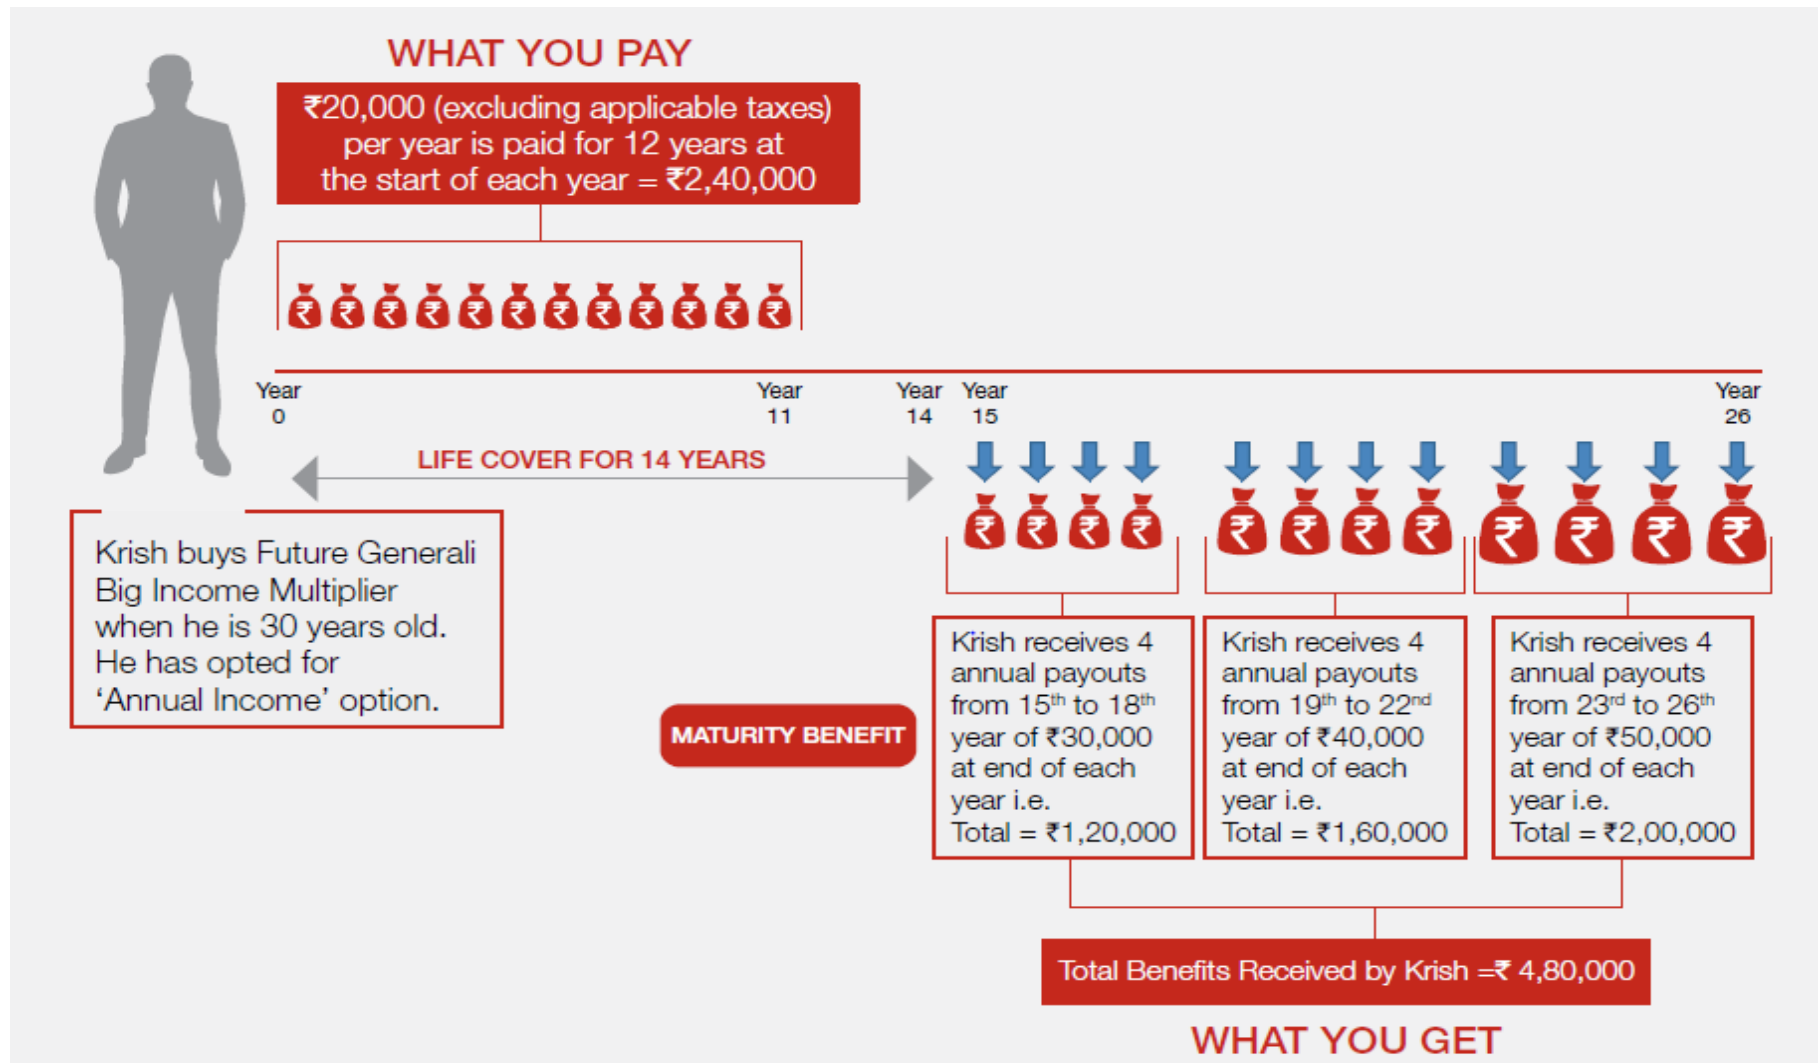 WHAT YOU PAY
₹20,000 (excluding applicable taxes)
per year is paid for 12 years at
the start of each year = ₹2,40,000
₹ ₹ ₹ ₹ ₹ ₹ ₹ ₹ ₹ ₹ ₹ ₹
Year Year Year Year Year
0 11 14 15 26
LIFE COVER FOR 14 YEARS
₹ ₹ ₹ ₹ ₹ ₹ ₹ ₹ ₹ ₹ ₹ ₹
Krish buys Future Generali
Big Income Multiplier
when he is 30 years old.
He has opted for
‘Annual Income’ option.
MATURITY BENEFIT
Krish receives 4
annual payouts
from 15th to 18th
year of ₹30,000
at end of each
year i.e.
Total = ₹1,20,000
Krish receives 4
annual payouts
from 19th to 22nd
year of ₹40,000
at end of each
year i.e.
Total = ₹1,60,000
Krish receives 4
annual payouts
from 23rd to 26th
year of ₹50,000
at end of each
year i.e.
Total = ₹2,00,000
Total Benefits Received by Krish =₹ 4,80,000
WHAT YOU GET